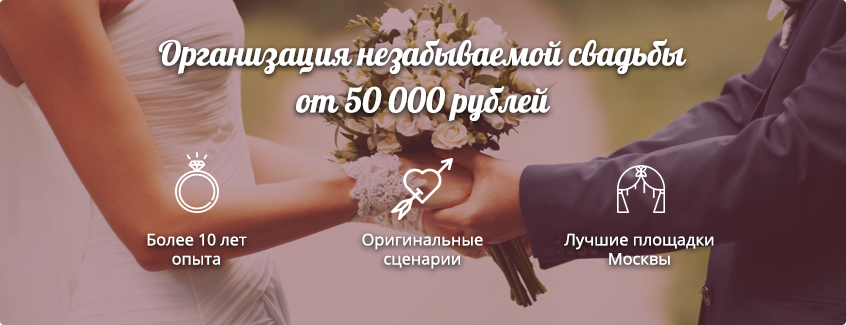 Организация незабываемой свадьбы
от 50 000 рублей
Более 10 лет
опыта
Оригинальные
сценарии
Лучшие площадки
Москвы